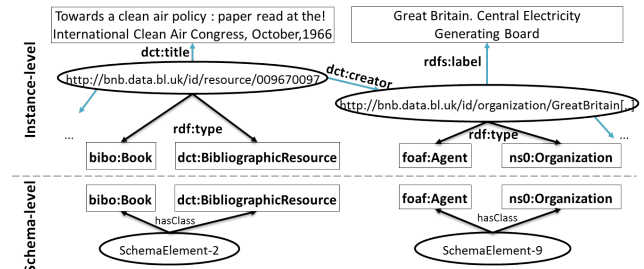 Towards a clean air policy : paper read at the!
International Clean Air Congress, October,1966
Great Britain. Central Electricity
Generating Board
dct:title
rdfs:label
http://bnb.data.bl.uk/id/resource/009670097
dct:creator
http://bnb.data.bl.uk/id/organization/GreatBritain[..]
Instance-level
...
rdf:type
rdf:type
...
bibo:Book
dct:BibliographicResource
foaf:Agent
ns0:Organization
Schema-level
bibo:Book
dct:BibliographicResource
foaf:Agent
ns0:Organization
hasClass
hasClass
SchemaElement-2
SchemaElement-9